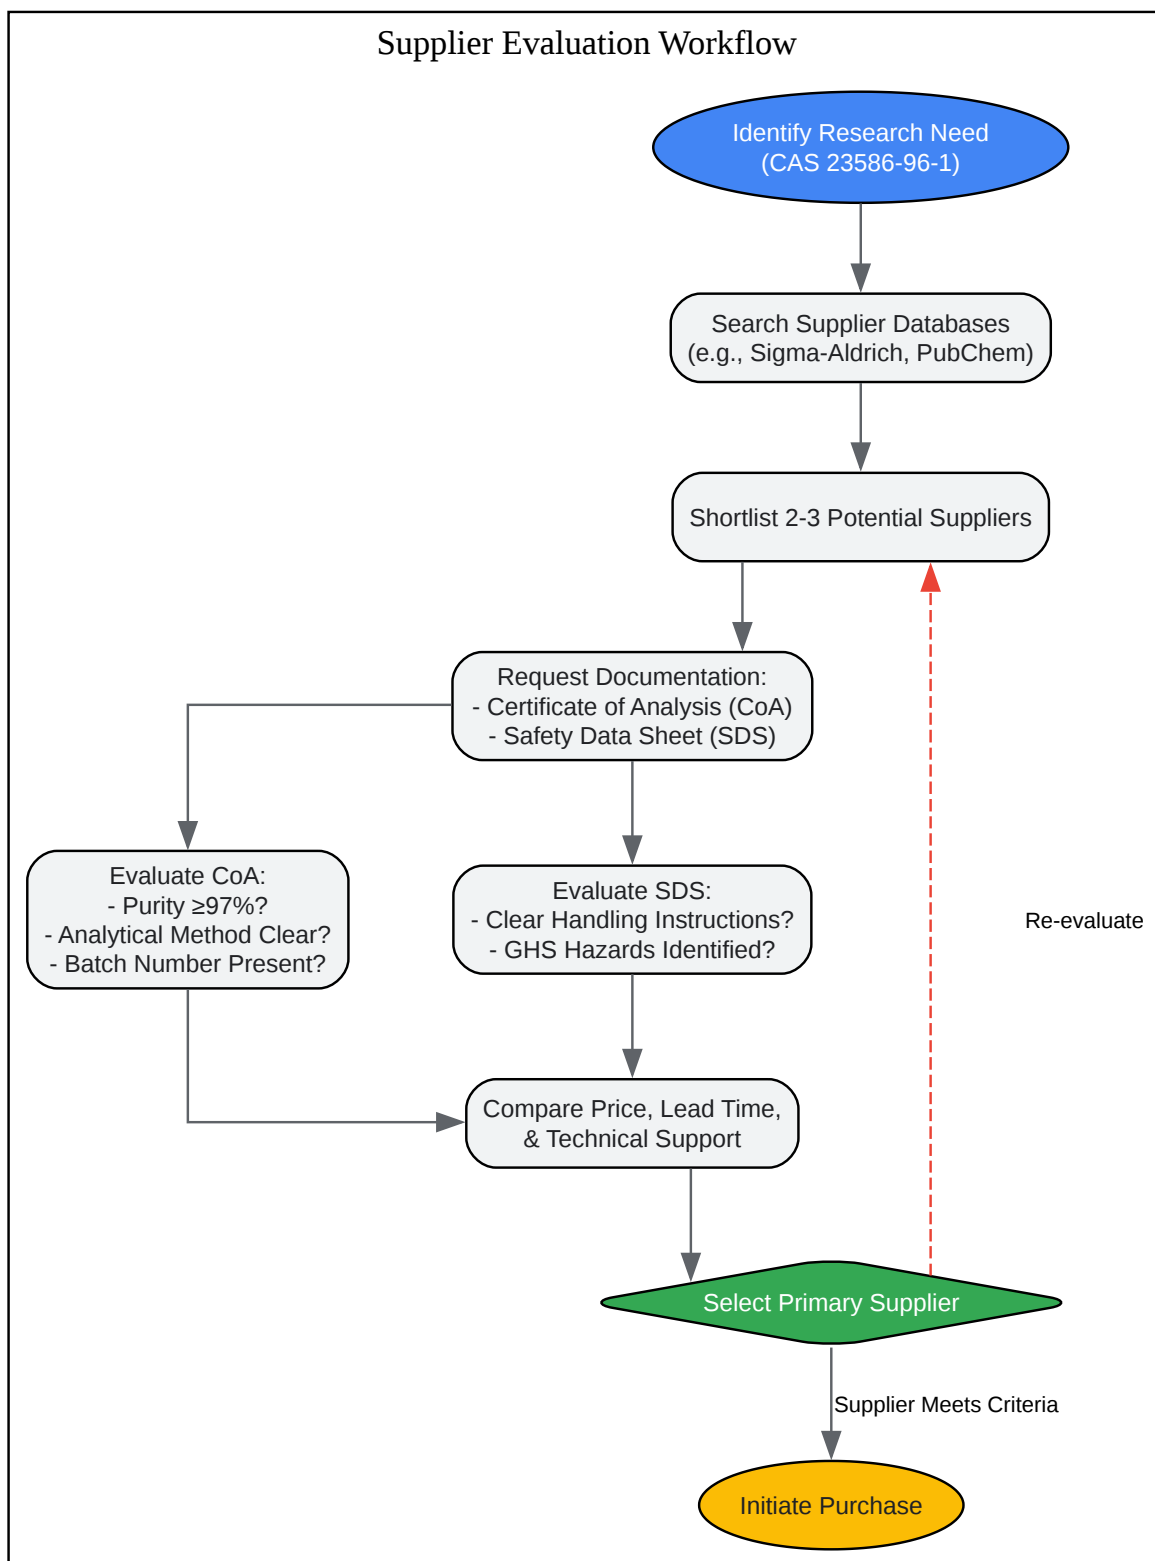 Supplier Evaluation Workflow
Identify Research Need
(CAS 23586-96-1)
Search Supplier Databases
(e.g., Sigma-Aldrich, PubChem)
Shortlist 2-3 Potential Suppliers
Request Documentation:
- Certificate of Analysis (CoA)
- Safety Data Sheet (SDS)
Evaluate CoA:
- Purity ≥97%?
- Analytical Method Clear?
- Batch Number Present?
Evaluate SDS:
- Clear Handling Instructions?
- GHS Hazards Identified?
Re-evaluate
Compare Price, Lead Time,
& Technical Support
Select Primary Supplier
Supplier Meets Criteria
Initiate Purchase